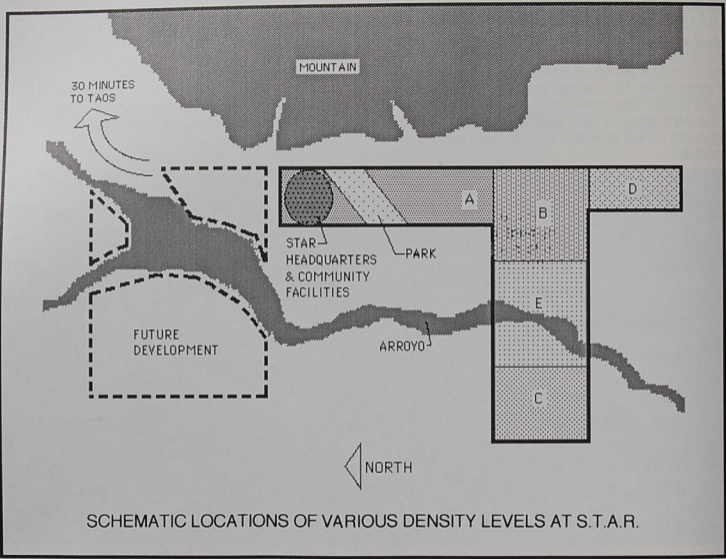 MOUNTAIN
30 MINUTES
TO TAOS
A
B
D
STAR
HEADQUARTERS
& COMMUNITY
FACILITIES
PARK
E
FUTURE
DEVELOPMENT
ARROYO
C
NORTH
SCHEMATIC LOCATIONS OF VARIOUS DENSITY LEVELS AT S.T.A.R.